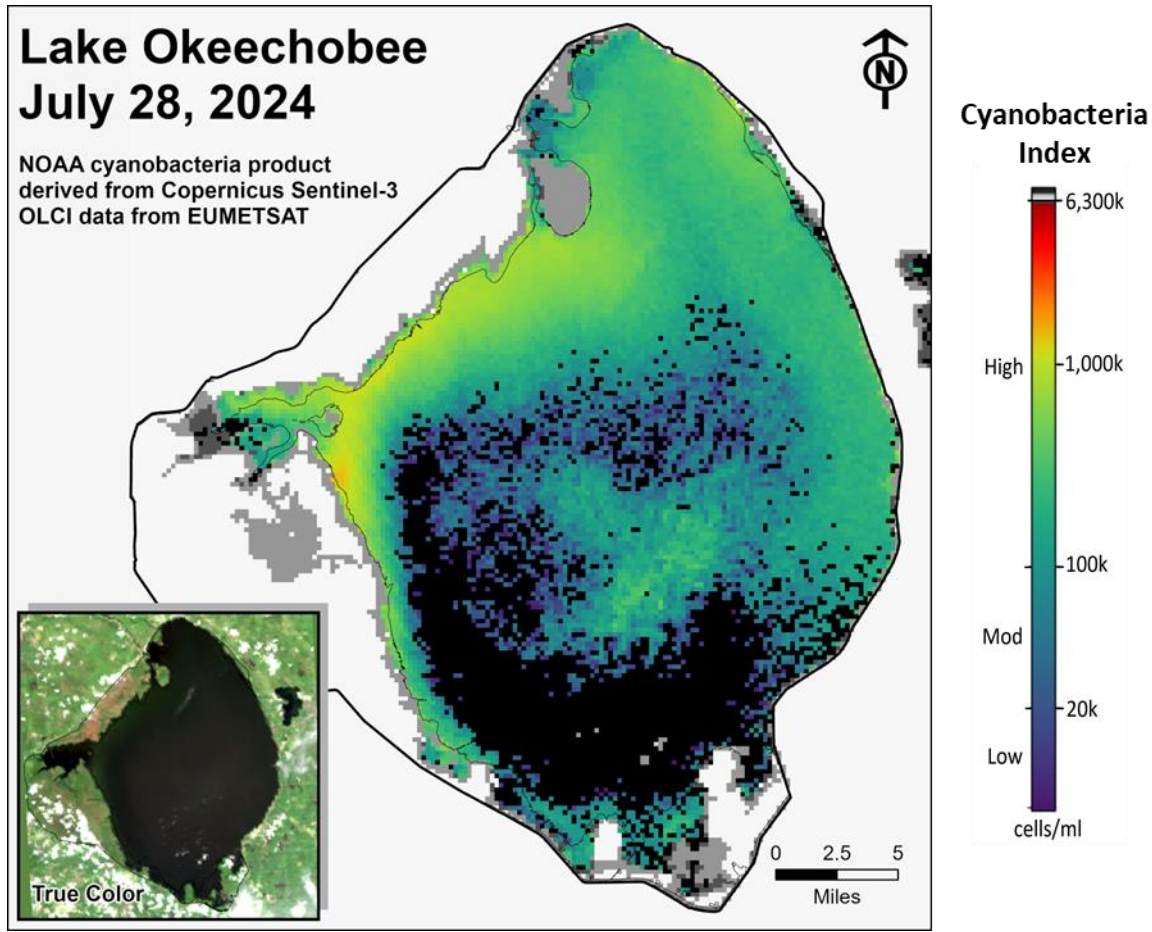 Lake Okeechobee
July 28, 2024
NOAA cyanobacteria product
derived from Copernicus Sentinel-3
OLCI data from EUMETSAT
N
Cyanobacteria
Index
6,300k
High
1,000k
100k
Mod
20k
Low
cells/ml
0 2.5 5
Miles
True Color